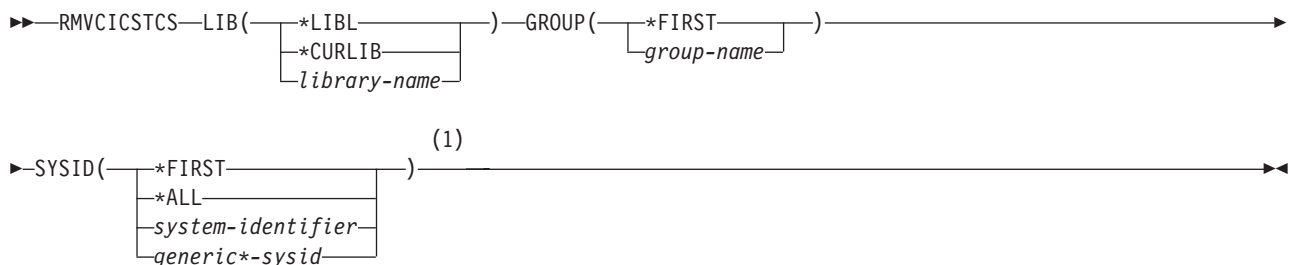 RMVCICSTCS LIB( *LIBL ) GROUP( *FIRST )
*CURLIB group-name
library-name
(1)
SYSID( *FIRST )
*ALL
system-identifier
generic*-sysid